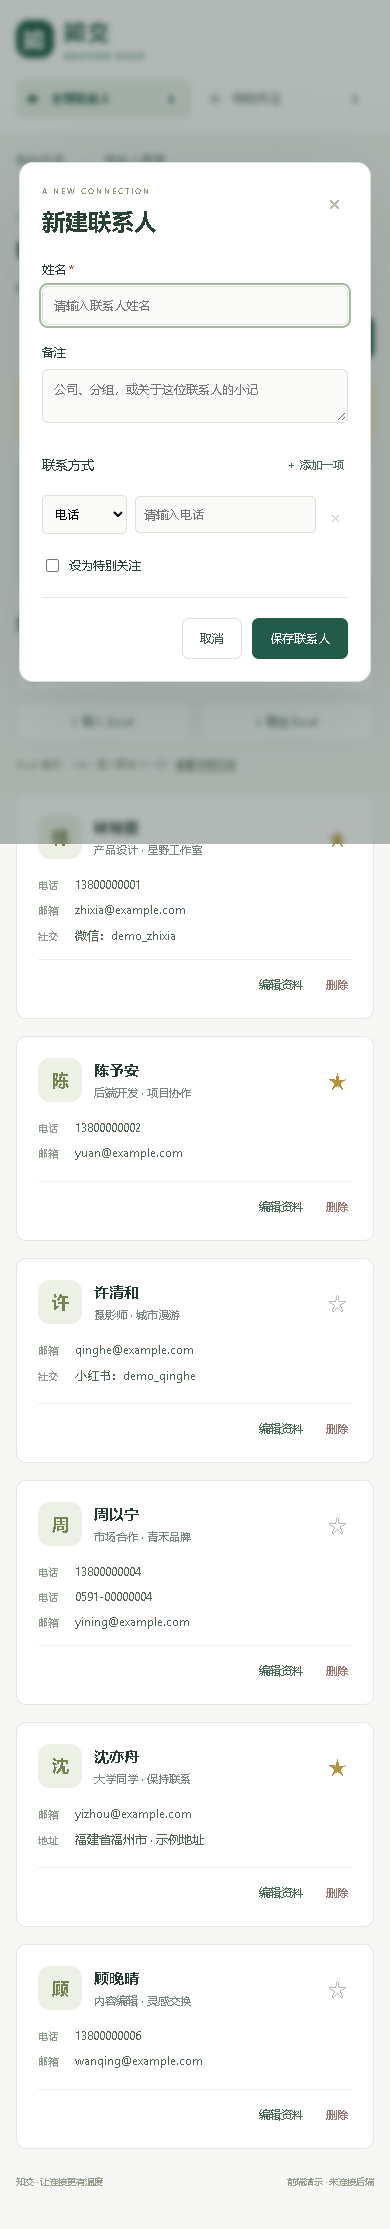 知交
全部联系人
A NEW CONNECTION
新建联系人
×
姓名 *
请输入联系人姓名
备注
公司、分组，或关于这位联系人的小记
联系方式
+ 添加一项
电话
请输入电话
×
设为特别关注
取消
保存联系人
产品设计 · 星野工作室
电话 13800000001
邮箱 zhixia@example.com
社交 微信：demo_zhixia
编辑资料 删除
陈
陈予安
★
后端开发 · 项目协作
电话 13800000002
邮箱 yuan@example.com
编辑资料 删除
许
许清和
☆
摄影师 · 城市漫游
邮箱 qinghe@example.com
社交 小红书：demo_qinghe
编辑资料 删除
周
周以宁
☆
市场合作 · 青禾品牌
电话 13800000004
电话 0591-00000004
邮箱 yining@example.com
编辑资料 删除
沈
沈亦舟
★
大学同学 · 保持联系
邮箱 yizhou@example.com
地址 福建省福州市 · 示例地址
编辑资料 删除
顾
顾晚晴
☆
内容编辑 · 灵感交换
电话 13800000006
邮箱 wanqing@example.com
编辑资料 删除
知交 · 让连接更有温度
前端演示 · 未连接后端